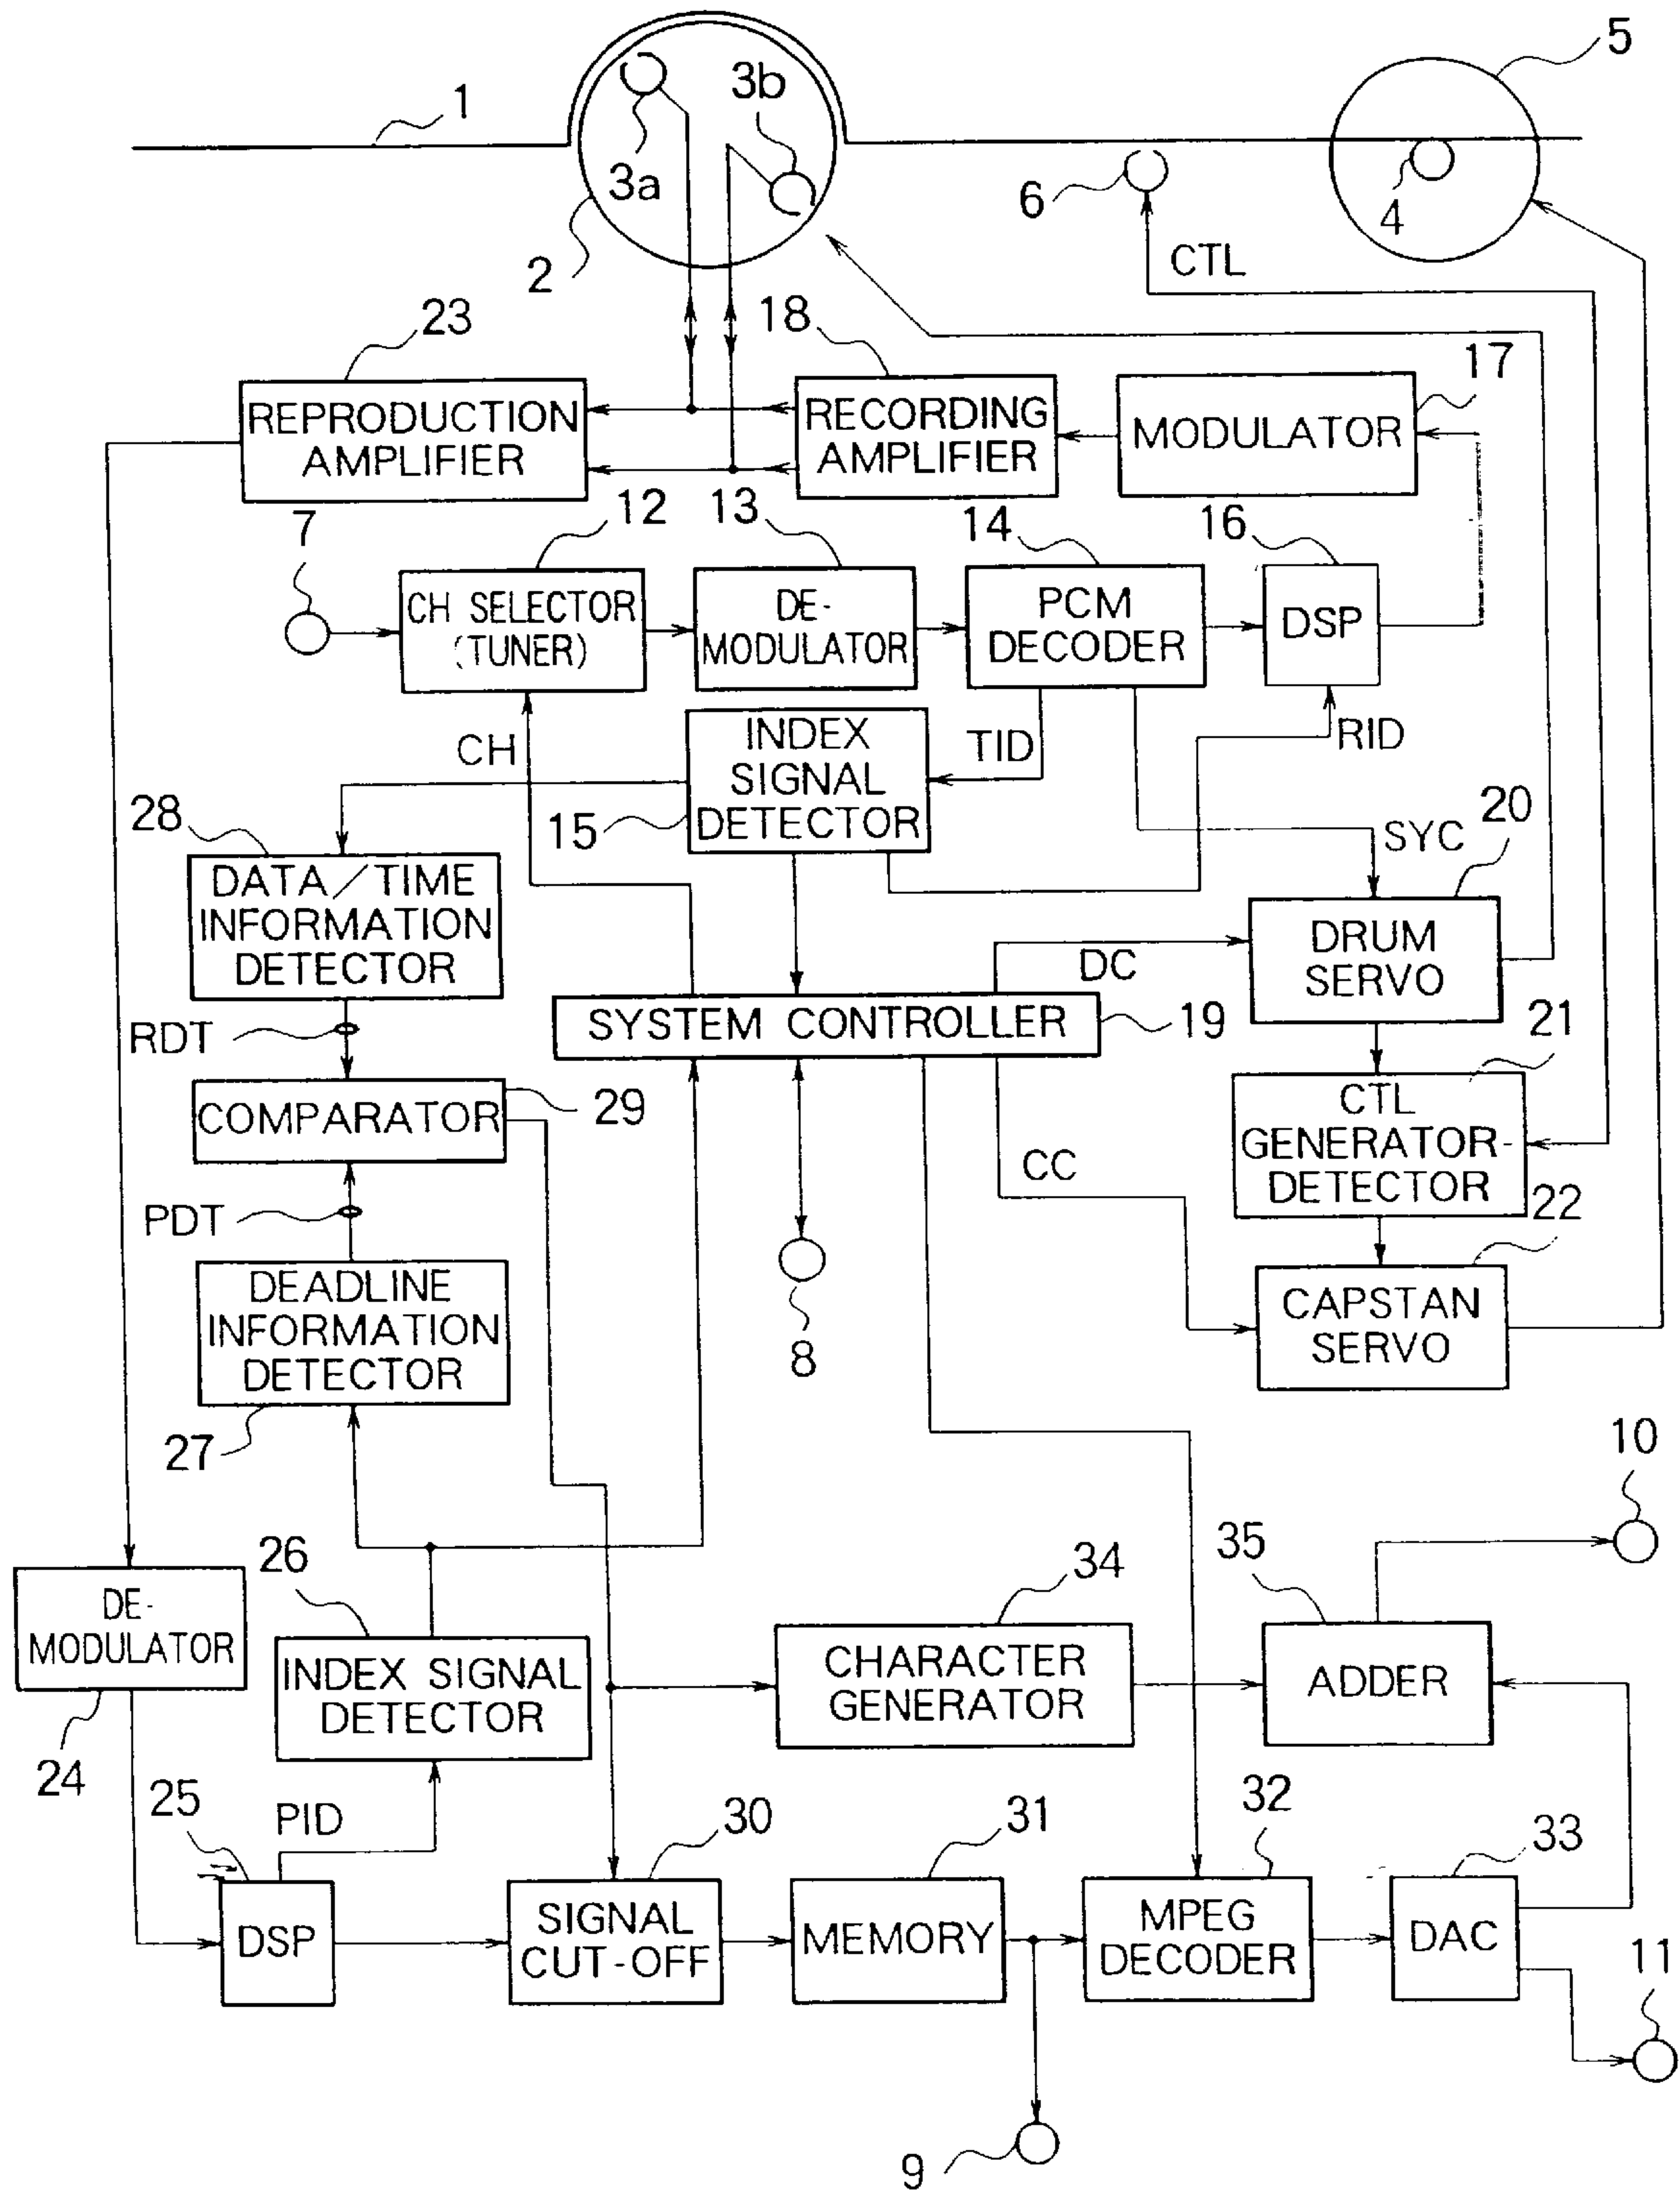 5
1
3b
3a
6
4
2
CTL
23
18
17
REPRODUCTION
AMPLIFIER
RECORDING
AMPLIFIER
MODULATOR
7
12
13
14
16
CH SELECTOR
(TUNER)
DE-
MODULATOR
PCM
DECODER
DSP
CH
INDEX
SIGNAL
DETECTOR
TID
RID
28
15
SYC
20
DATA/TIME
INFORMATION
DETECTOR
DRUM
SERVO
DC
RDT
SYSTEM CONTROLLER
19
21
COMPARATOR
29
CTL
GENERATOR-
DETECTOR
CC
PDT
22
DEADLINE
INFORMATION
DETECTOR
CAPSTAN
SERVO
8
27
10
26
34
35
DE-
MODULATOR
INDEX SIGNAL
DETECTOR
CHARACTER
GENERATOR
ADDER
24
25
PID
30
31
32
33
DSP
SIGNAL
CUT-OFF
MEMORY
MPEG
DECODER
DAC
11
9